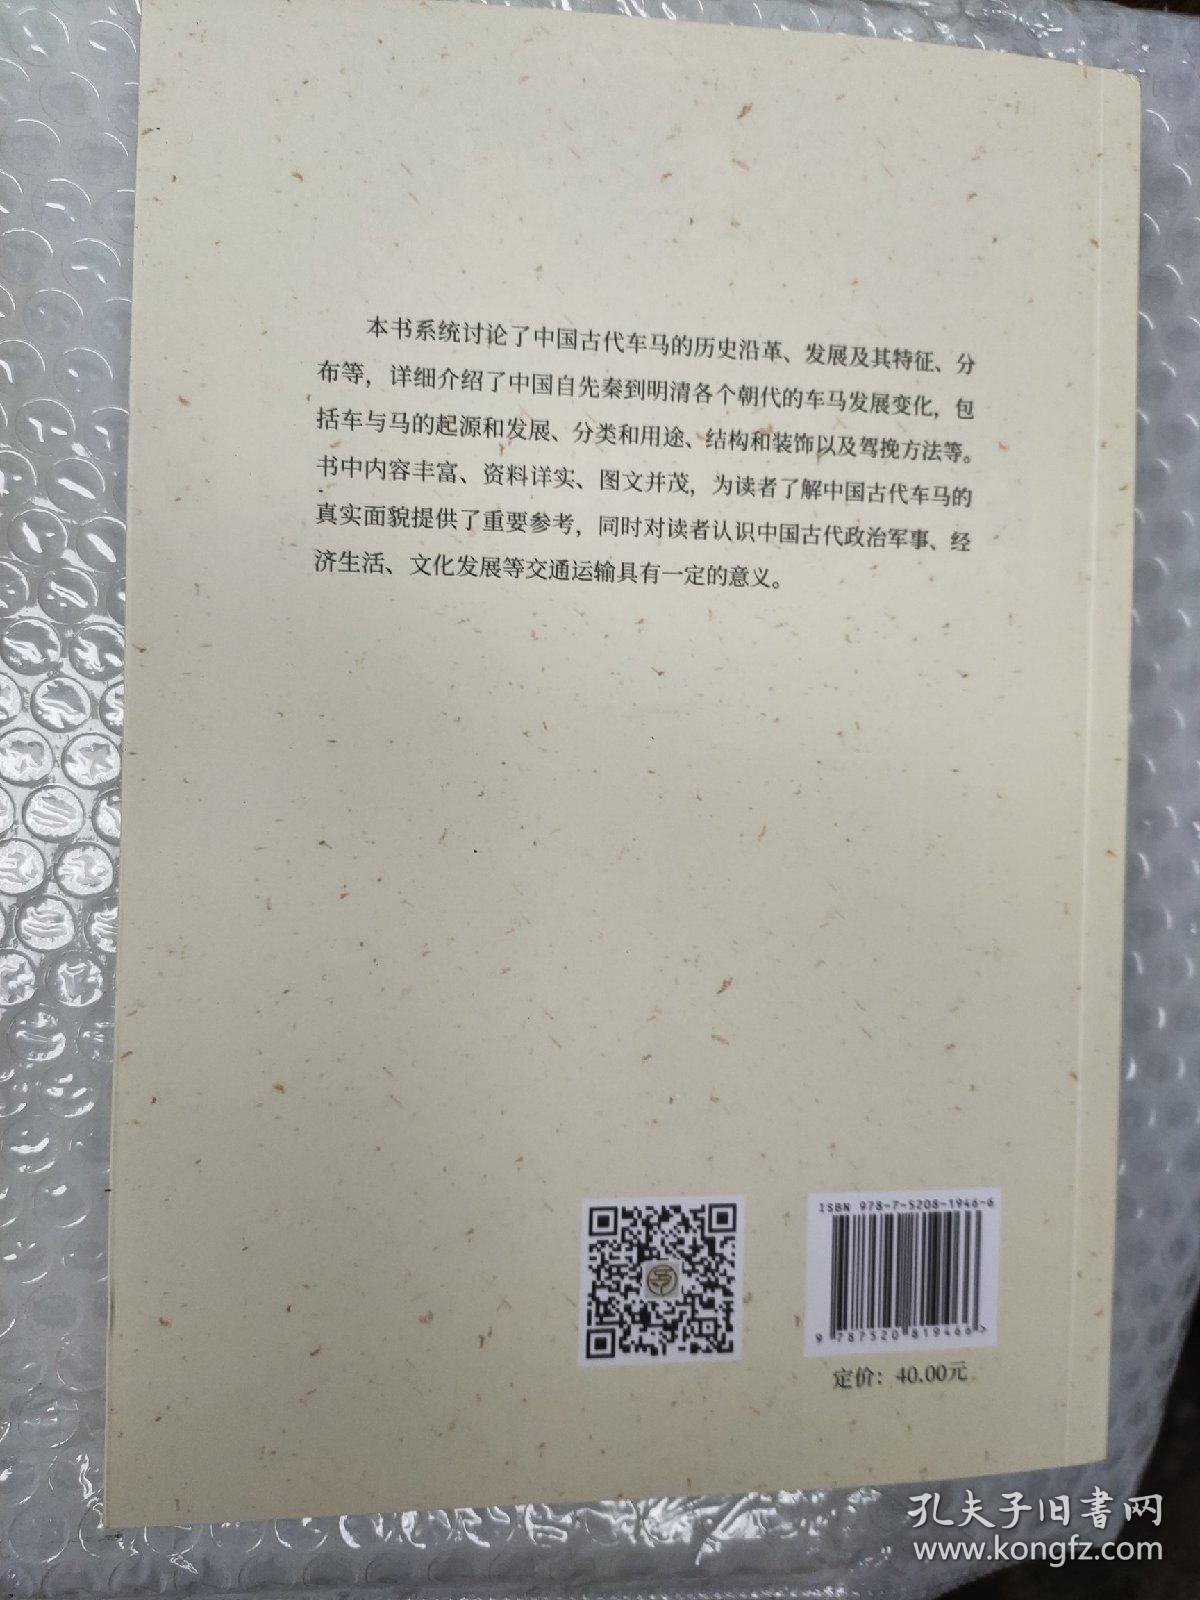 本书系统讨论了中国古代车马的历史沿革、发展及其特征、分
布等，详细介绍了中国自先秦到明清各个朝代的车马发展变化，包
括车与马的起源和发展、分类和用途、结构和装饰以及驾挽方法等。
书中内容丰富、资料详实、图文并茂，为读者了解中国古代车马的
真实面貌提供了重要参考，同时对读者认识中国古代政治军事、经
济生活、文化发展等交通运输具有一定的意义。
ISBN 978-7-5208-1946-6
9 787520 819466>
定价：40.00元
孔夫子旧書网
www.kongfz.com